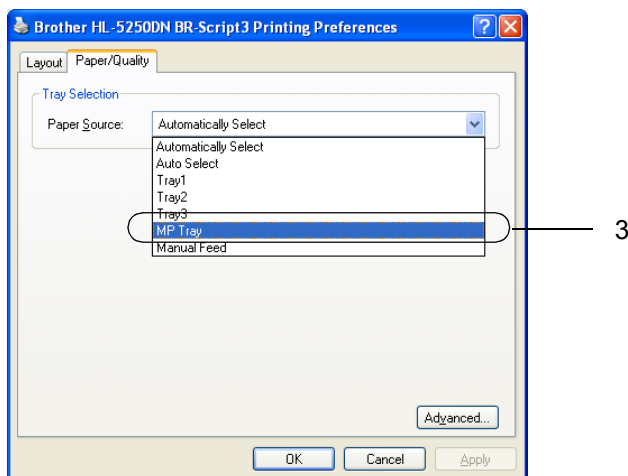 Brother HL-5250DN BR-Script3 Printing Preferences
Layout Paper/Quality
Tray Selection
Paper Source: Automatically Select
Automatically Select
Auto Select
Tray1
Tray2
Tray3
MP Tray
Manual Feed
3
Advanced...
OK Cancel Apply